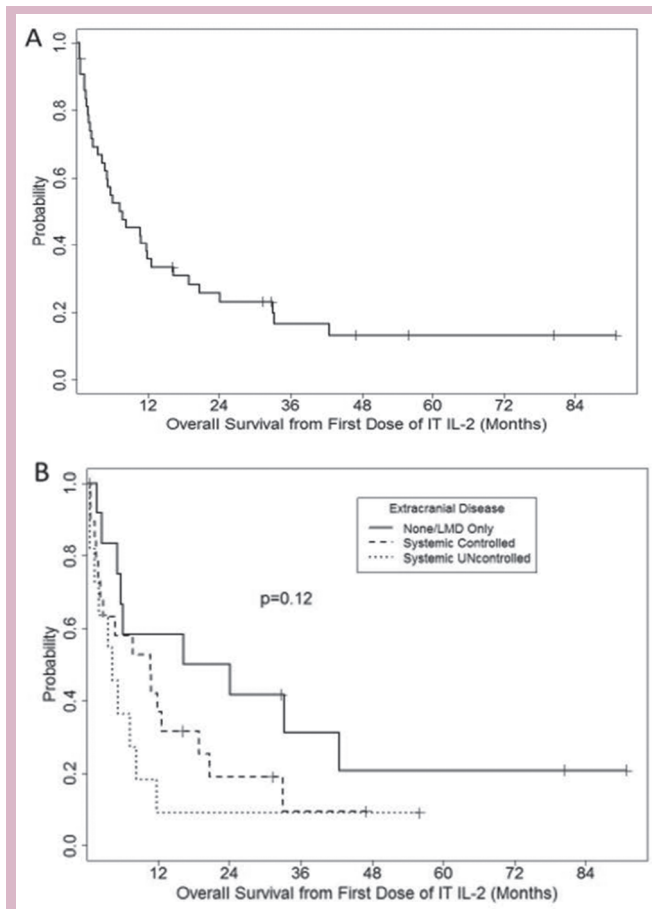 A
Probability
1.0
0.8
0.6
0.4
0.2
0.0
12 24 36 48 60 72 84
Overall Survival from First Dose of IT IL-2 (Months)
B
Probability
1.0
0.8
0.6
0.4
0.2
0.0
Extracranial Disease
None/LMD Only
Systemic Controlled
Systemic UNcontrolled
p=0.12
12 24 36 48 60 72 84
Overall Survival from First Dose of IT IL-2 (Months)